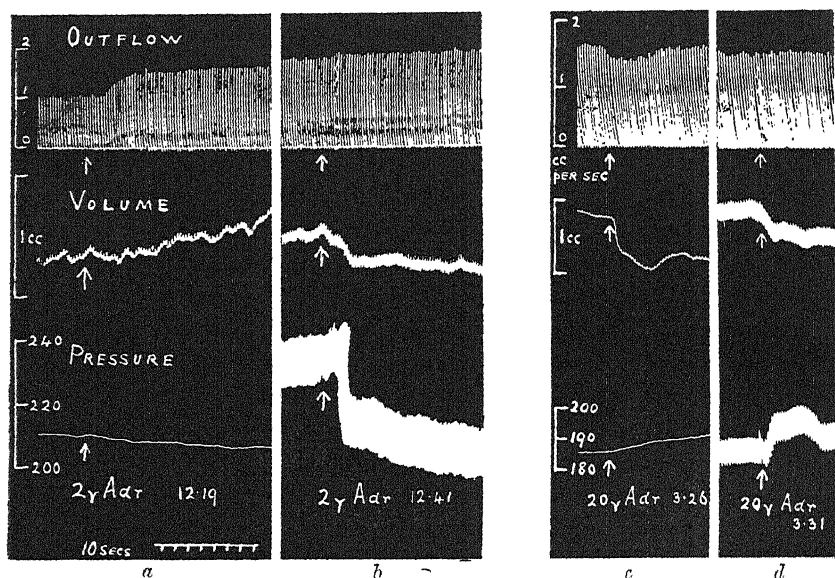 OUTFLOW
2
1
0
VOLUME
1cc
240
PRESSURE
210
200
2γ Adr 12.19
2γ Adr 12.41
10 SECS
a
b
2
1
0
CC
PER SEC
1cc
200
190
180
20γ Adr 3.26
20γ Adr
3.31
c
d